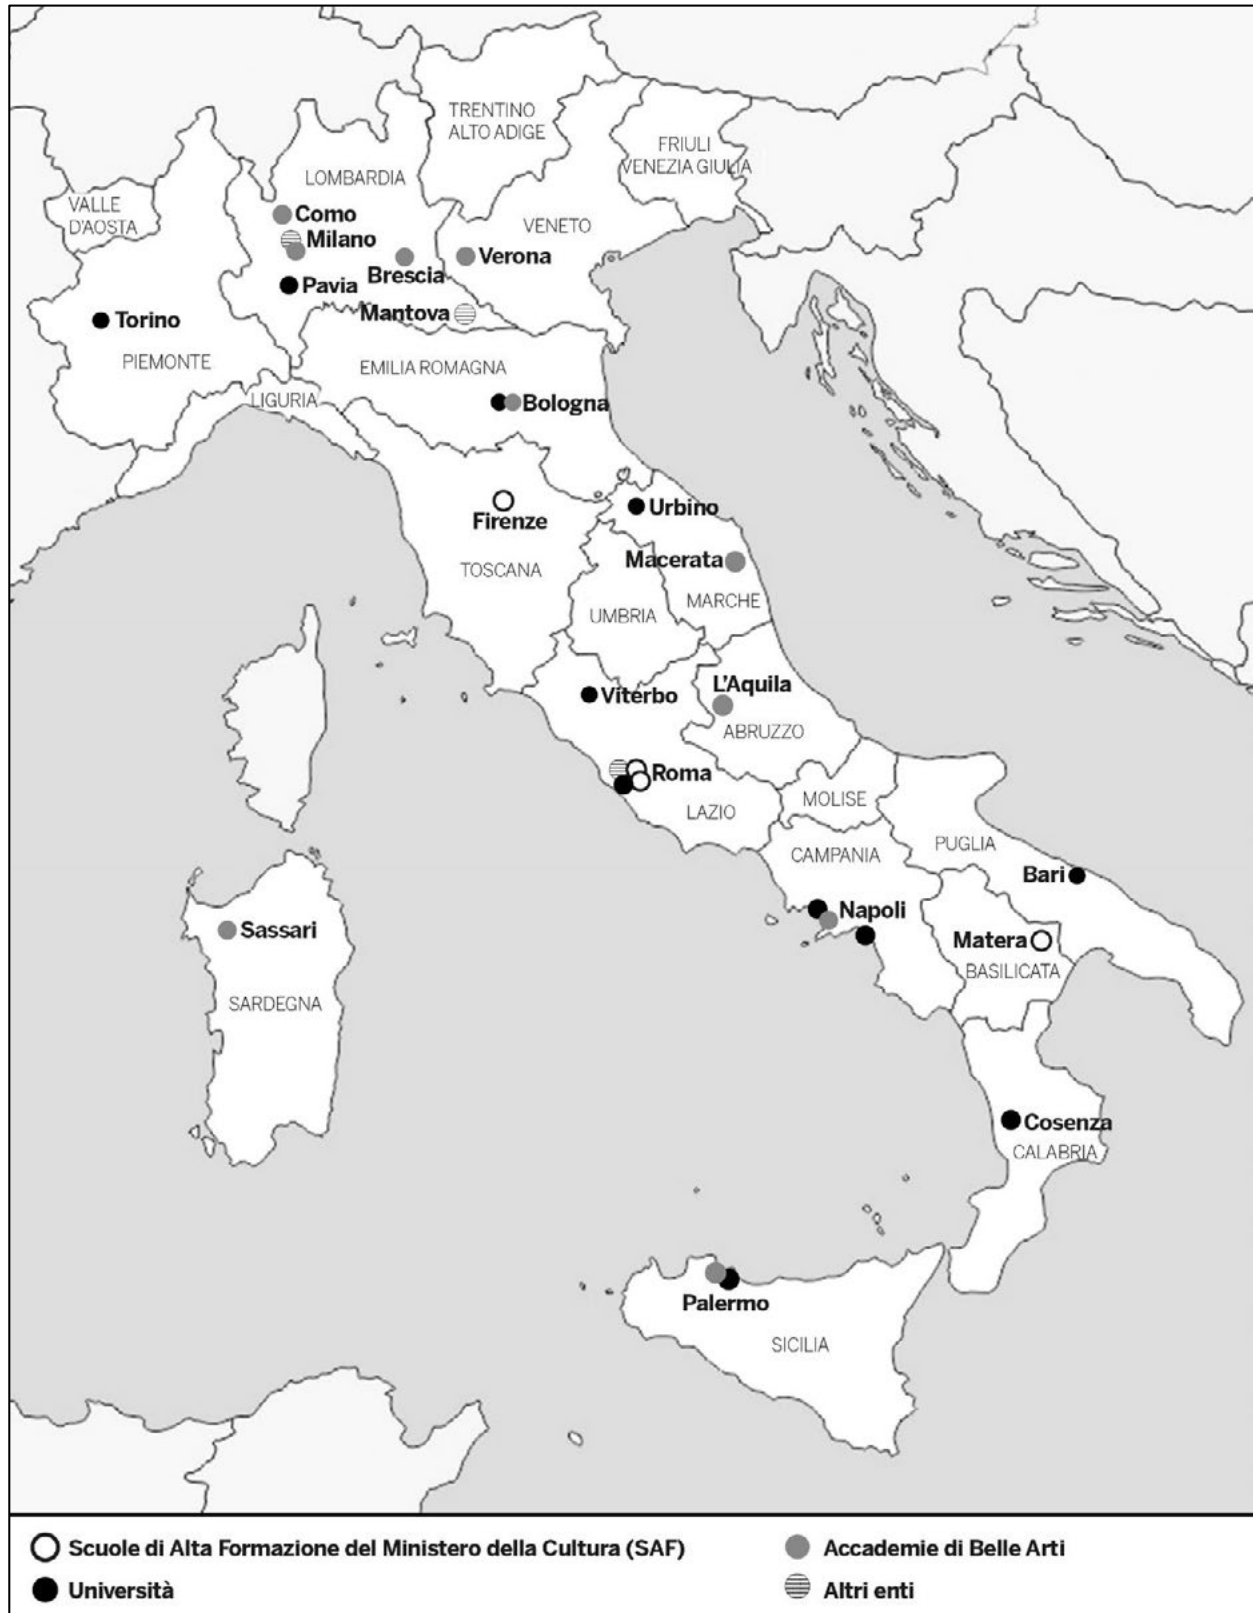 TRENTINO
ALTO ADIGE
FRIULI
VENEZIA GIULIA
LOMBARDIA
VALLE
D'AOSTA
Como
VENETO
Milano
Verona
Brescia
Pavia
Mantova
Torino
PIEMONTE
EMILIA ROMAGNA
LIGURIA
Bologna
Urbino
Firenze
Macerata
TOSCANA
MARCHE
UMBRIA
L'Aquila
Viterbo
ABRUZZO
Roma
MOLISE
LAZIO
PUGLIA
CAMPANIA
Bari
Napoli
Sassari
Matera
BASILICATA
SARDEGNA
Cosenza
CALABRIA
Palermo
SICILIA
Scuole di Alta Formazione del Ministero della Cultura (SAF)
Università
Accademie di Belle Arti
Altri enti